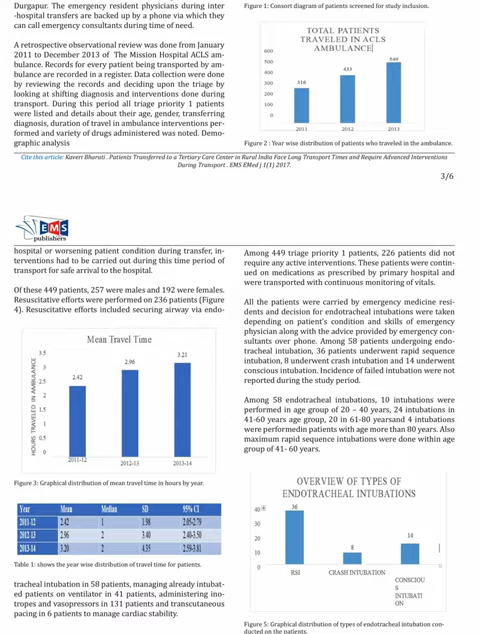 Durgapur. The emergency resident physicians during inter
-hospital transfers are backed up by a phone via which they
can call emergency consultants during time of need.
A retrospective observational review was done from January
2011 to December 2013 of The Mission Hospital ACLS am-
bulance. Records for every patient being transported by am-
bulance are recorded in a register. Data collection were done
by reviewing the records and deciding upon the triage by
looking at shifting diagnosis and interventions done during
transport. During this period all triage priority 1 patients
were listed and details about their age, gender, transferring
diagnosis, duration of travel in ambulance interventions per-
formed and variety of drugs administered was noted. Demo-
graphic analysis
Figure 1: Consort diagram of patients screened for study inclusion.
TOTAL PATIENTS
TRAVELED IN ACLS
AMBULANCE
600
500
400
300
200
100
0
316
433
549
2011
2012
2013
Figure 2 : Year wise distribution of patients who traveled in the ambulance.
Cite this article: Kaveri Bharati . Patients Transferred to a Tertiary Care Center in Rural India Face Long Transport Times and Require Advanced Interventions
During Transport . EMS EMed j 1(1) 2017.
3/6
EMS
publishers
hospital or worsening patient condition during transfer, in-
terventions had to be carried out during this time period of
transport for safe arrival to the hospital.
Of these 449 patients, 257 were males and 192 were females.
Resuscitative efforts were performed on 236 patients (Figure
4). Resuscitative efforts included securing airway via endo-
Mean Travel Time
HOURS TRAVELED IN AMBULANCE
3.5
3
2.5
2
1.5
1
0.5
0
2.42
2.96
3.21
2011-12
2012-13
2013-14
Figure 3: Graphical distribution of mean travel time in hours by year.
Year Mean Median SD 95% CI
2011-12 2.42 1 1.98 2.05-2.79
2012 13 2.96 2 3.40 2.40-3.50
2013-14 3.20 2 4.35 2.59-3.81
Table 1: shows the year wise distribution of travel time for patients.
tracheal intubation in 58 patients, managing already intubat-
ed patients on ventilator in 41 patients, administering ino-
tropes and vasopressors in 131 patients and transcutaneous
pacing in 6 patients to manage cardiac stability.
Among 449 triage priority 1 patients, 226 patients did not
require any active interventions. These patients were contin-
ued on medications as prescribed by primary hospital and
were transported with continuous monitoring of vitals.
All the patients were carried by emergency medicine resi-
dents and decision for endotracheal intubations were taken
depending on patient's condition and skills of emergency
physician along with the advice provided by emergency con-
sultants over phone. Among 58 patients undergoing endo-
tracheal intubation, 36 patients underwent rapid sequence
intubation, 8 underwent crash intubation and 14 underwent
conscious intubation. Incidence of failed intubation were not
reported during the study period.
Among 58 endotracheal intubations, 10 intubations were
performed in age group of 20 – 40 years, 24 intubations in
41-60 years age group, 20 in 61-80 yearsand 4 intubations
were performedin patients with age more than 80 years. Also
maximum rapid sequence intubations were done within age
group of 41- 60 years.
OVERVIEW OF TYPES OF
ENDOTRACHEAL INTUBATIONS
40
30
20
10
0
36
8
14
RSI
CRASH INTUBATION
CONSCIOU
S
INTUBATI
ON
Figure 5: Graphical distribution of types of endotracheal intubation con-
ducted on the patients.